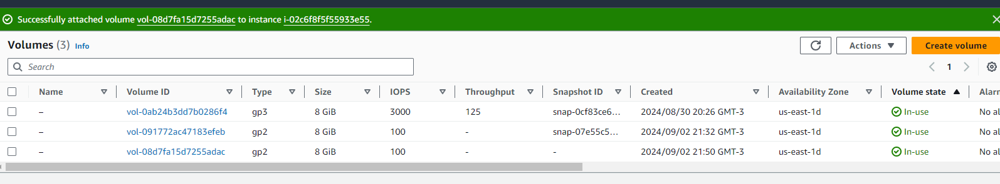 Successfully attached volume vol-08d7fa15d7255adac to instance i-02c6f8f5f55933e55.
Volumes (3) Info
Actions
Create volume
Search
1
Name Volume ID Type Size IOPS Throughput Snapshot ID Created Availability Zone Volume state Alarm
– vol-0ab24b3dd7b0286f4 gp3 8 GiB 3000 125 snap-0cf83ce6... 2024/08/30 20:26 GMT-3 us-east-1d In-use No al
– vol-091772ac47183efeb gp2 8 GiB 100 - snap-07e55c5... 2024/09/02 21:32 GMT-3 us-east-1d In-use No al
– vol-08d7fa15d7255adac gp2 8 GiB 100 - - 2024/09/02 21:50 GMT-3 us-east-1d In-use No al